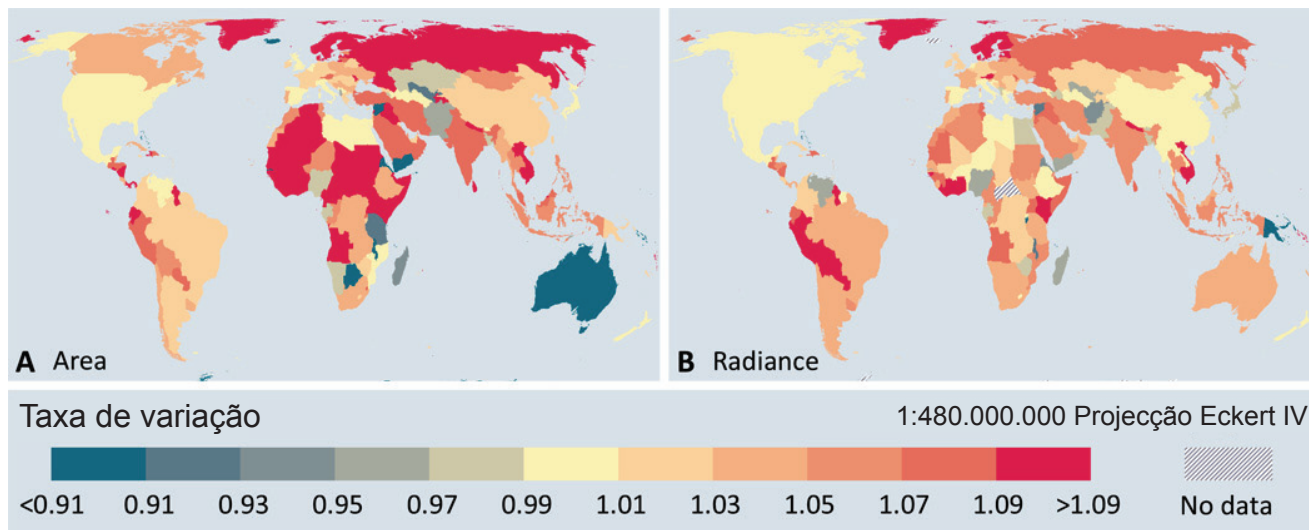 A Area
B Radiance
Taxa de variação
1:480.000.000 Projecção Eckert IV
<0.91 0.91 0.93 0.95 0.97 0.99 1.01 1.03 1.05 1.07 1.09 >1.09
No data